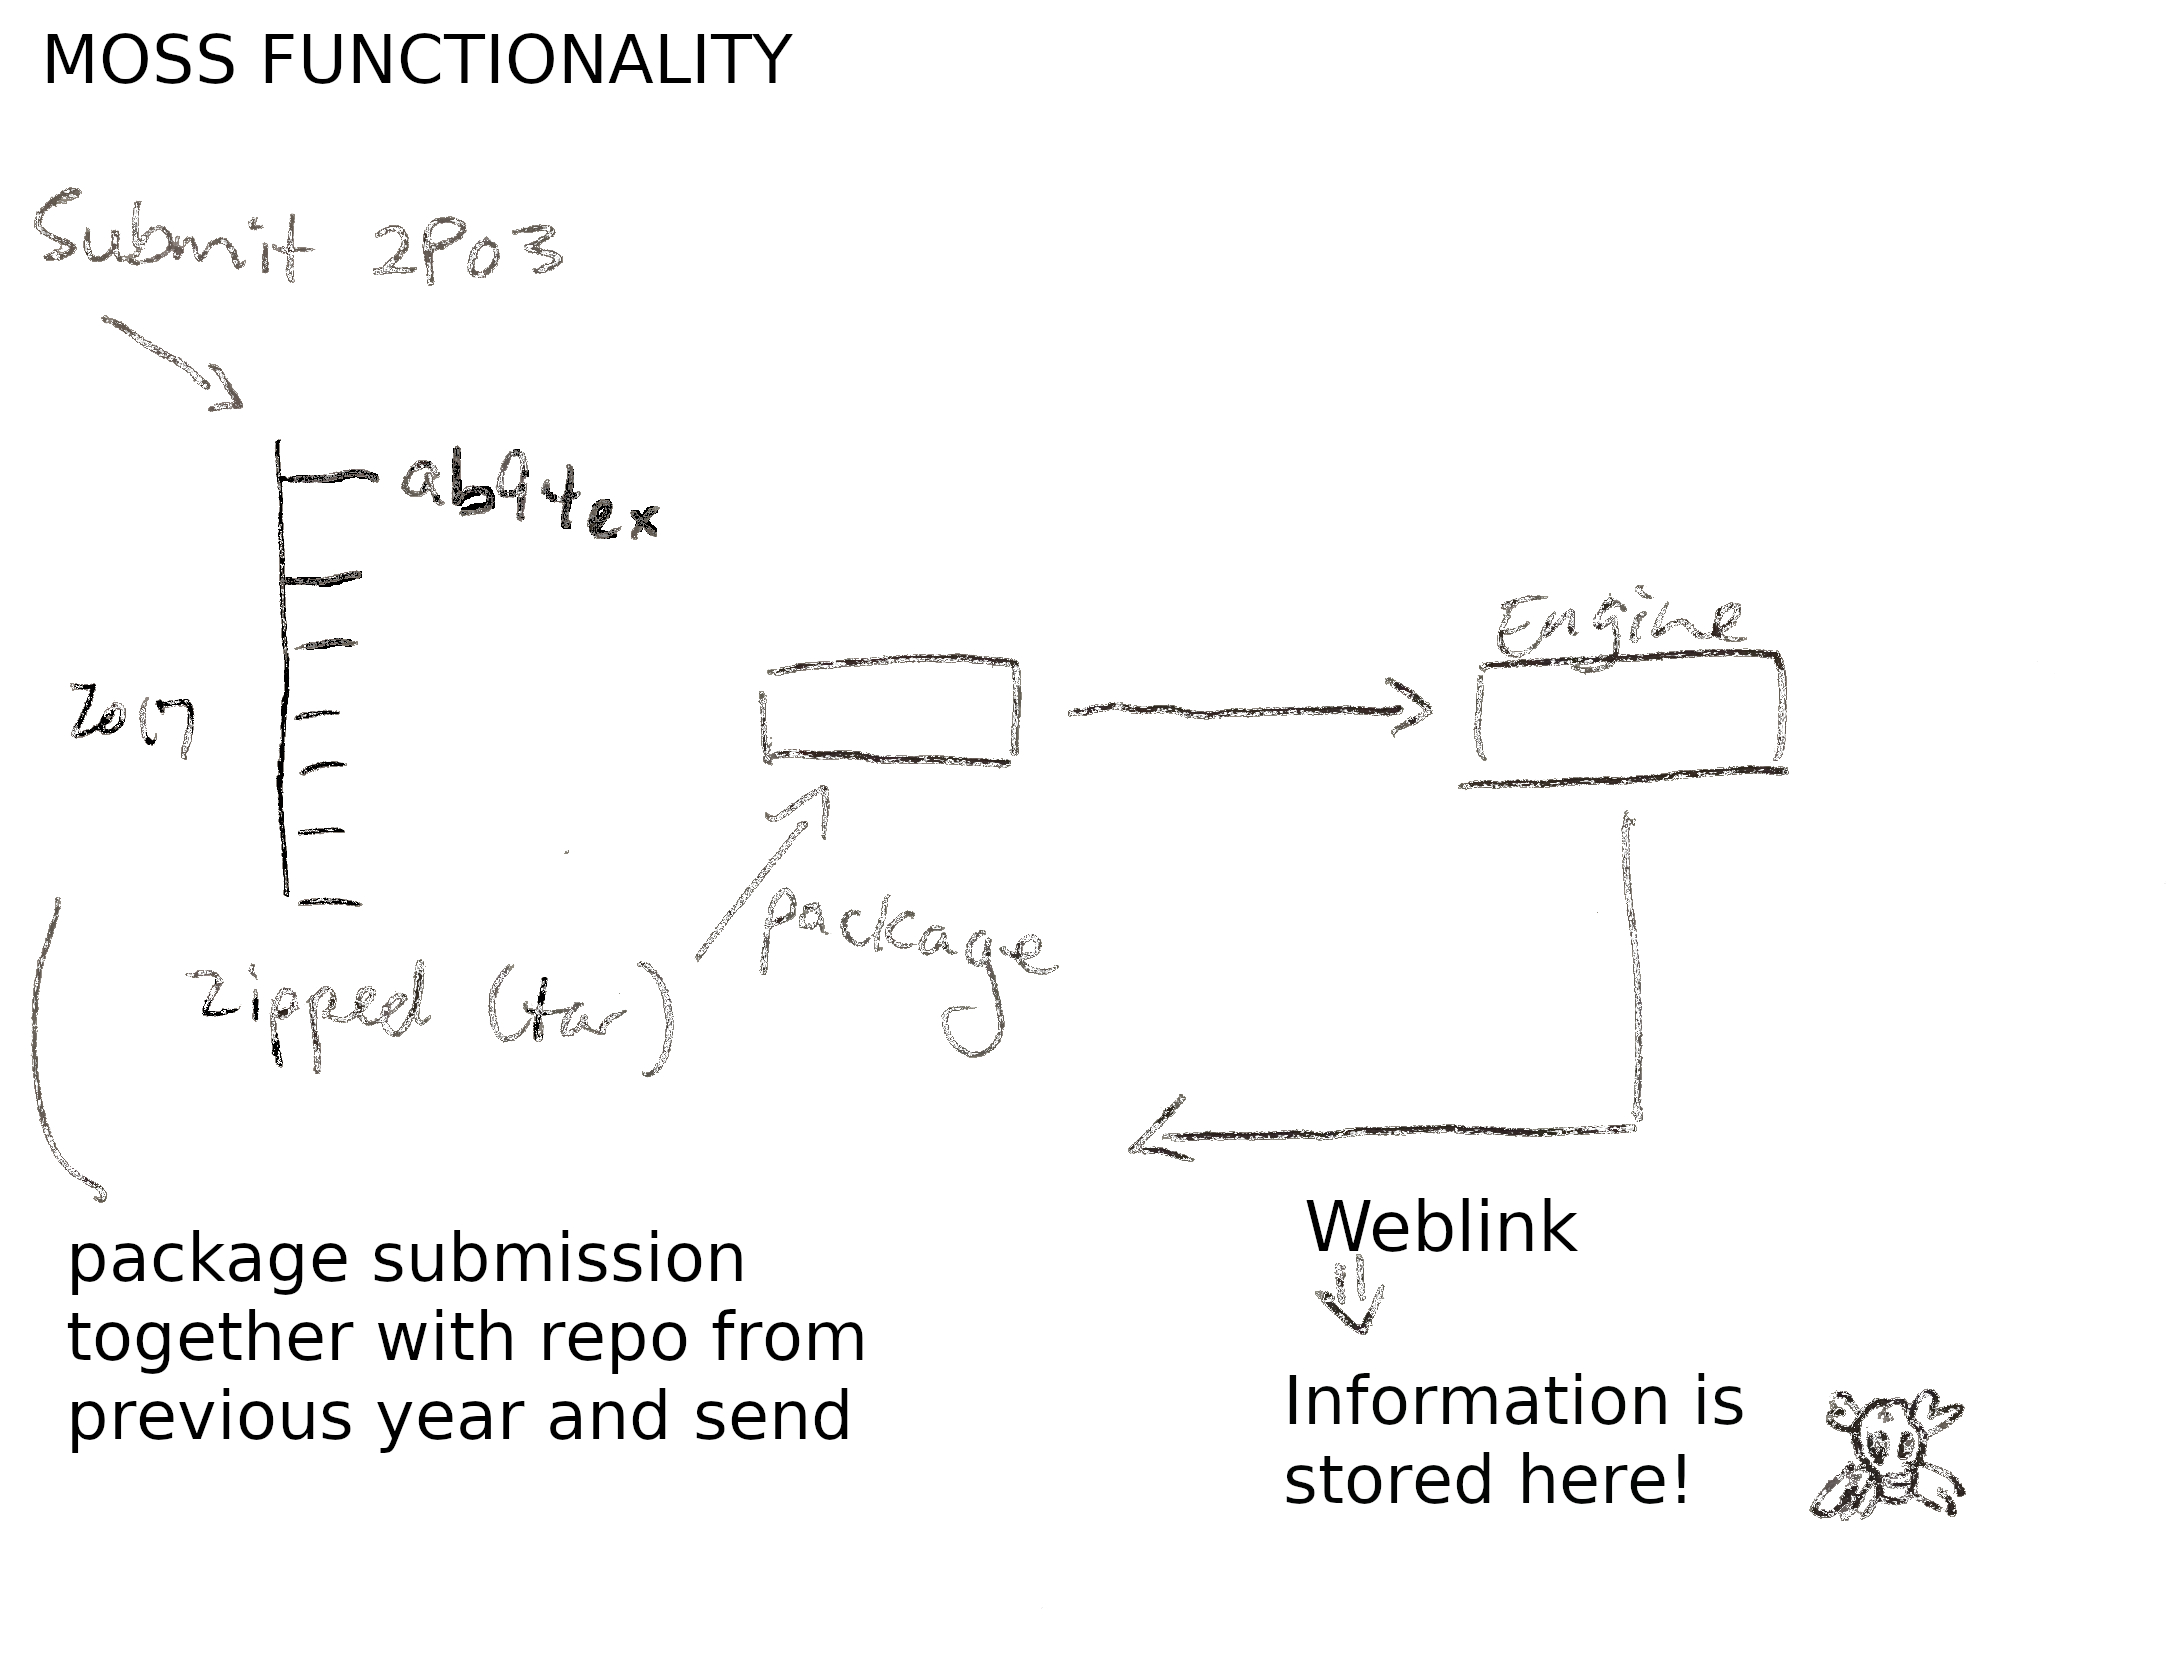 MOSS FUNCTIONALITY
Submit 2P03
ab94ex
2017
Engine
package
zipped (tar)
package submission
together with repo from
previous year and send
Weblink
Information is
stored here!